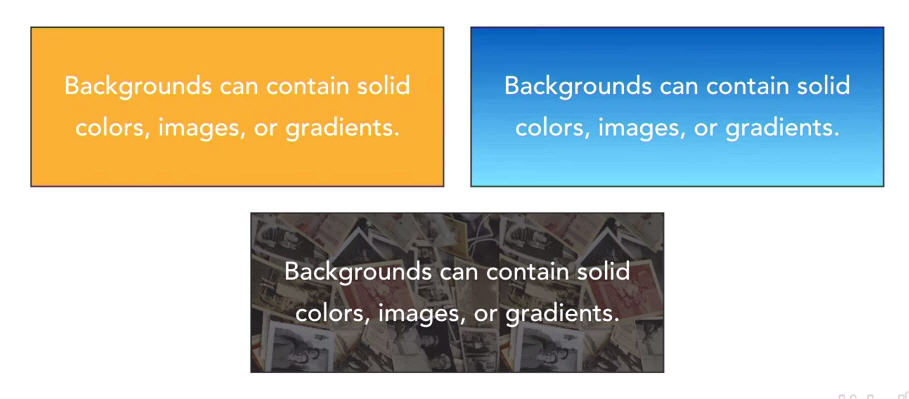 Backgrounds can contain solid
colors, images, or gradients.
Backgrounds can contain solid
colors, images, or gradients.
Backgrounds can contain solid
colors, images, or gradients.